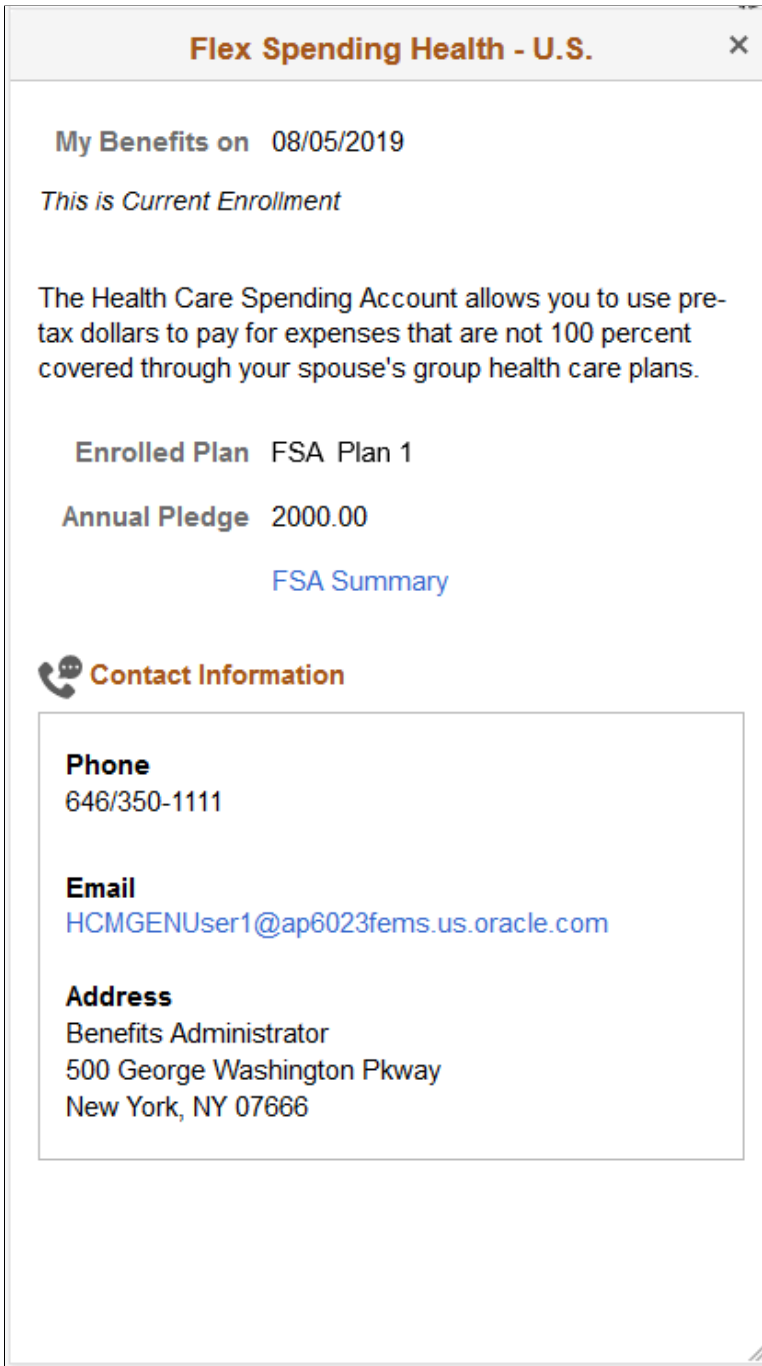 Flex Spending Health - U.S. ×
My Benefits on 08/05/2019
This is Current Enrollment
The Health Care Spending Account allows you to use pre-
tax dollars to pay for expenses that are not 100 percent
covered through your spouse's group health care plans.
Enrolled Plan FSA Plan 1
Annual Pledge 2000.00
FSA Summary
Contact Information
Phone
646/350-1111
Email
HCMGENUser1@ap6023fems.us.oracle.com
Address
Benefits Administrator
500 George Washington Pkway
New York, NY 07666